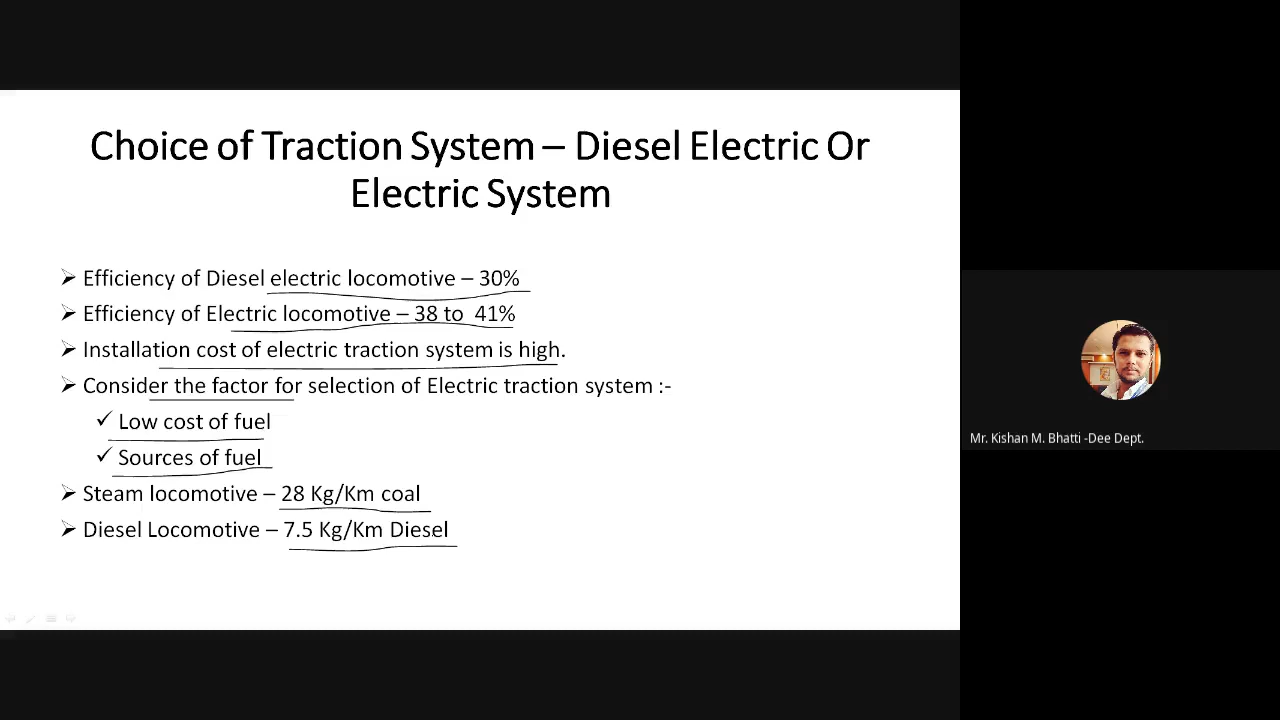 Choice of Traction System – Diesel Electric Or
Electric System
➢ Efficiency of Diesel electric locomotive – 30%
➢ Efficiency of Electric locomotive – 38 to 41%
➢ Installation cost of electric traction system is high.
➢ Consider the factor for selection of Electric traction system :-
✓ Low cost of fuel
✓ Sources of fuel
➢ Steam locomotive – 28 Kg/Km coal
➢ Diesel Locomotive – 7.5 Kg/Km Diesel
Mr. Kishan M. Bhatti -Dee Dept.